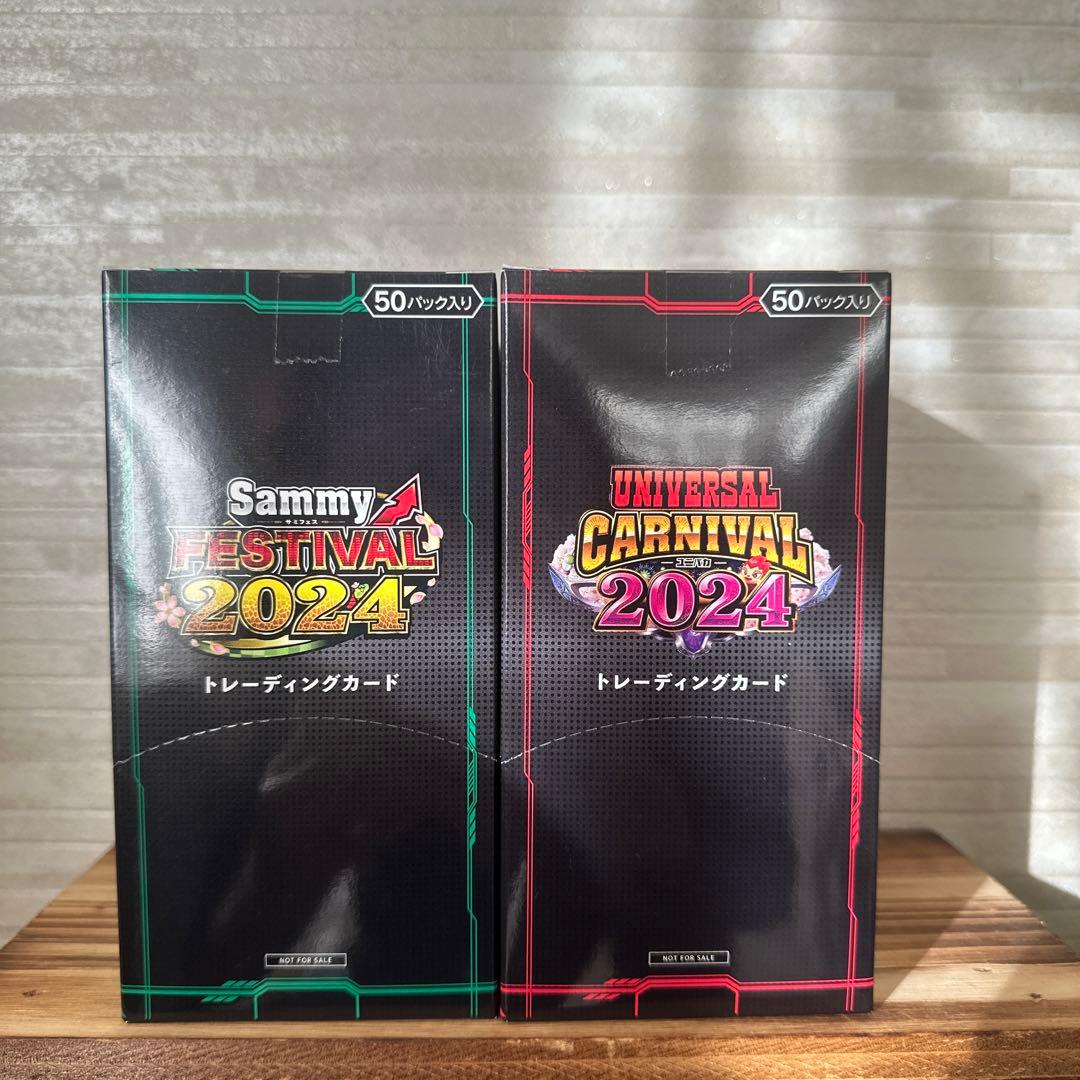 50パック入り
Sammy
サミフェス
FESTIVAL
2024
トレーディングカード
NOT FOR SALE
50パック入り
UNIVERSAL
CARNIVAL
ユニバカ
2024
トレーディングカード
NOT FOR SALE